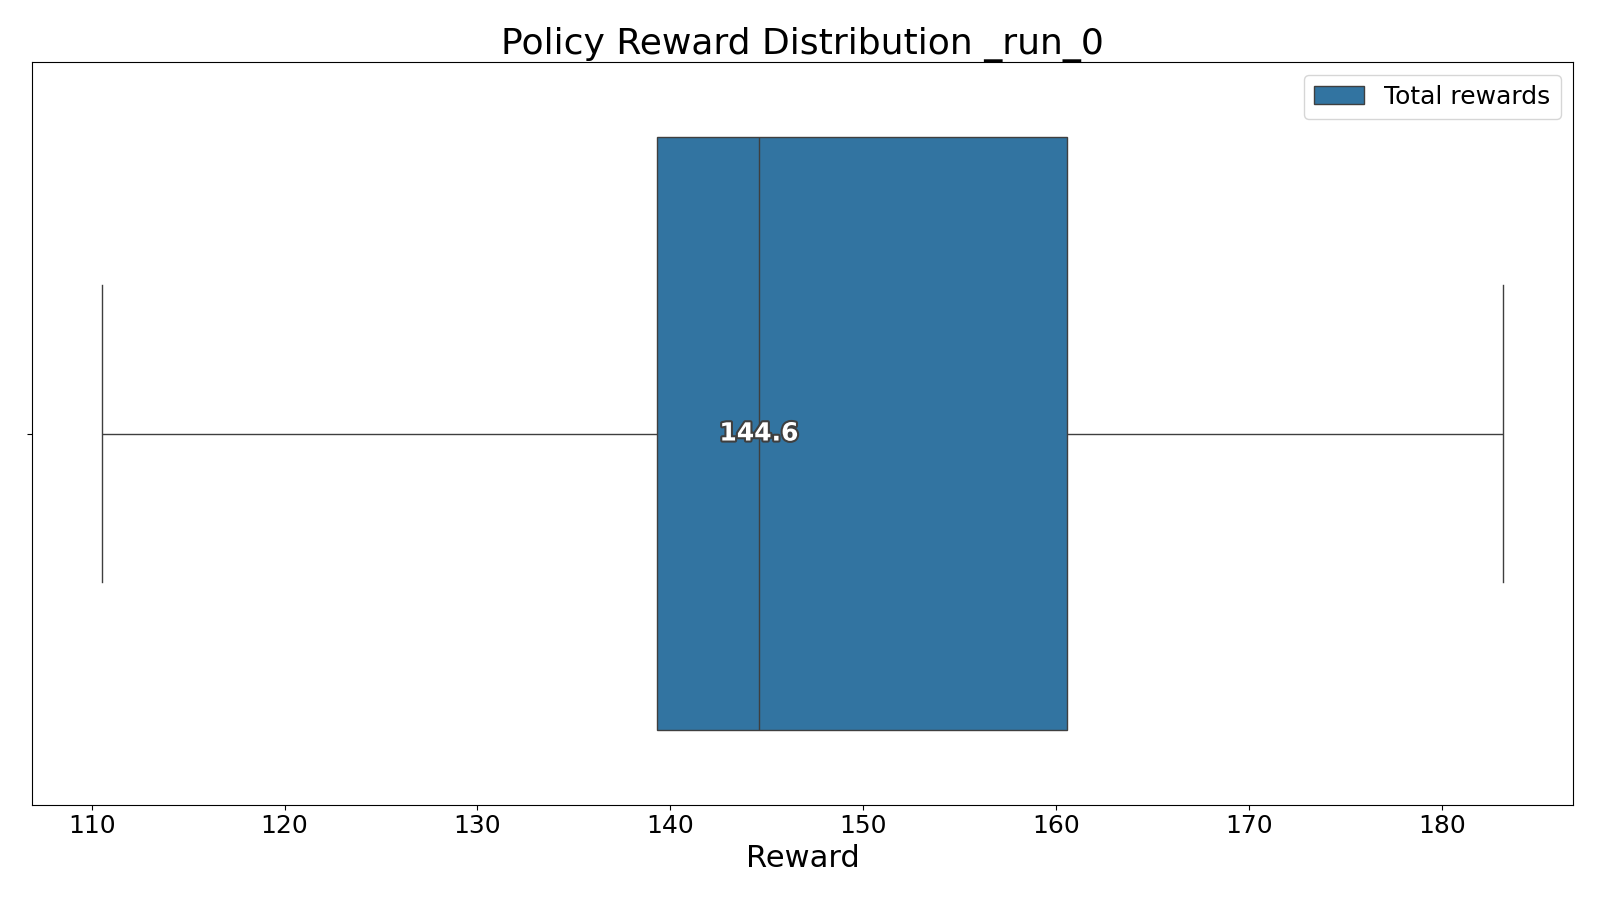 Policy Reward Distribution _run_0
Total rewards
144.6
110 120 130 140 150 160 170 180
Reward